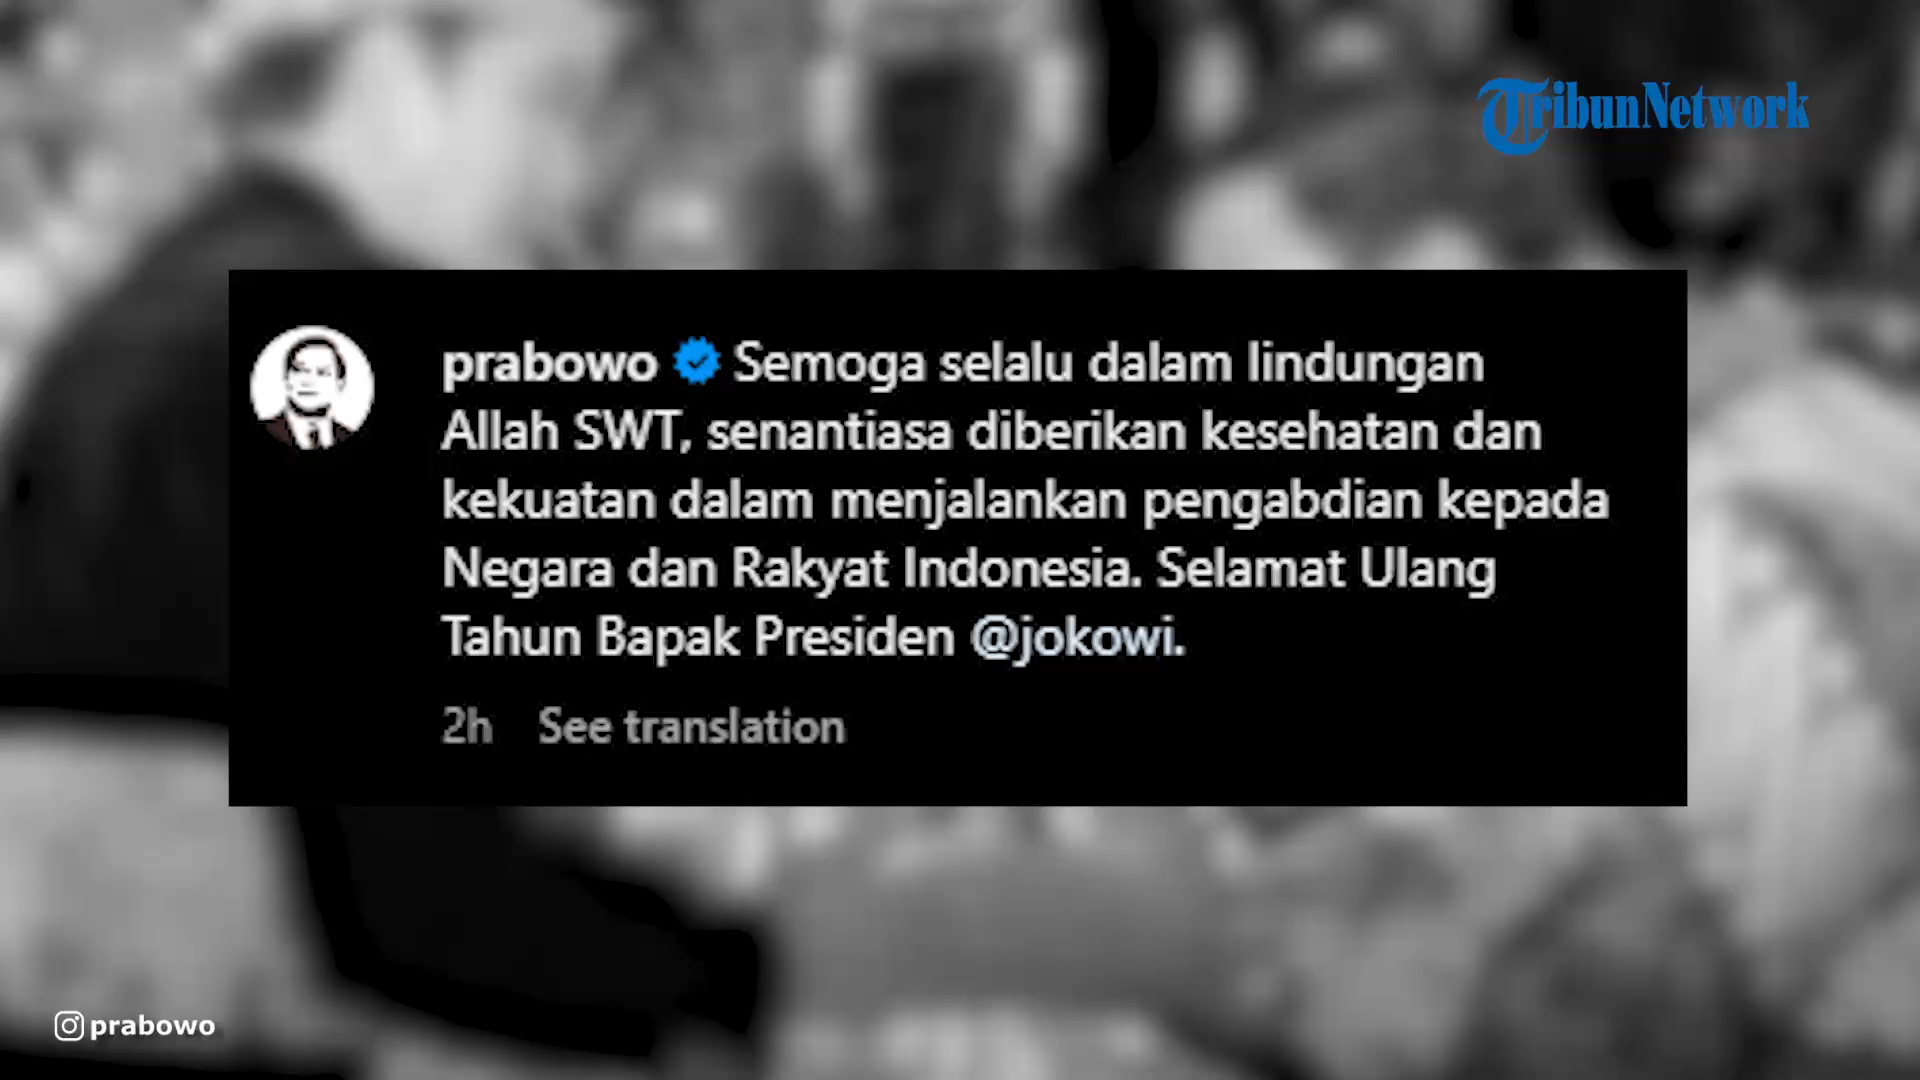 TribunNetwork
prabowo Semoga selalu dalam lindungan
Allah SWT, senantiasa diberikan kesehatan dan
kekuatan dalam menjalankan pengabdian kepada
Negara dan Rakyat Indonesia. Selamat Ulang
Tahun Bapak Presiden @jokowi.
2h See translation
prabowo